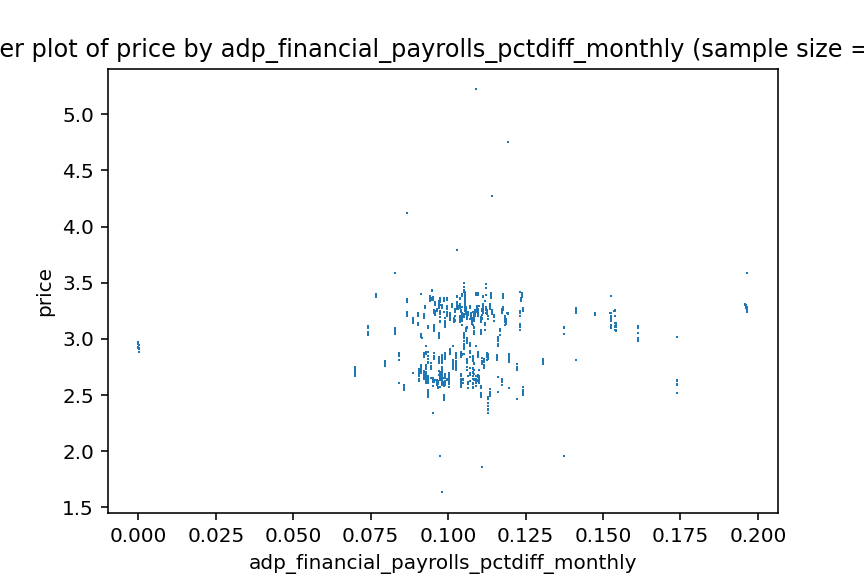 er plot of price by adp_financial_payrolls_pctdiff_monthly (sample size =
5.0
4.5
4.0
3.5
3.0
2.5
2.0
1.5
price
0.000 0.025 0.050 0.075 0.100 0.125 0.150 0.175 0.200
adp_financial_payrolls_pctdiff_monthly